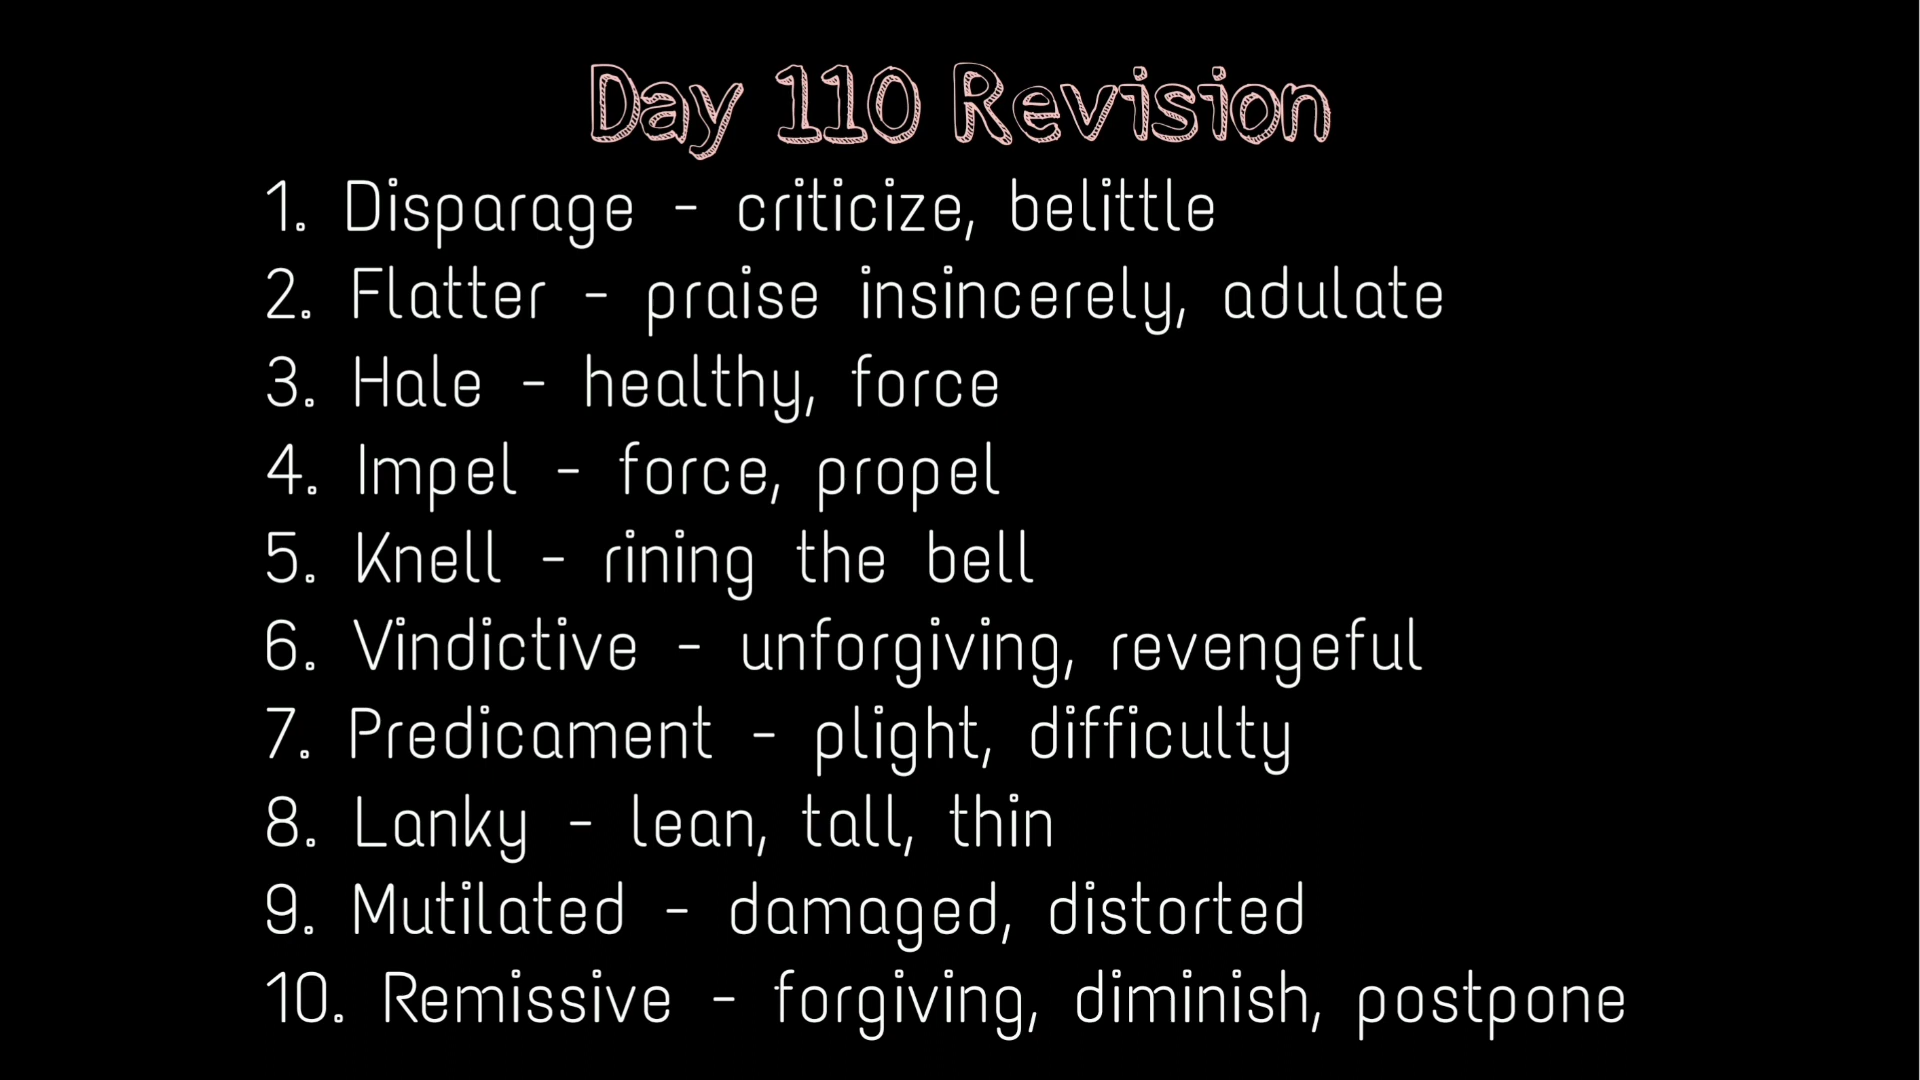 Day 110 Revision
1. Disparage - criticize, belittle
2. Flatter - praise insincerely, adulate
3. Hale - healthy, force
4. Impel - force, propel
5. Knell - rining the bell
6. Vindictive - unforgiving, revengeful
7. Predicament - plight, difficulty
8. Lanky - lean, tall, thin
9. Mutilated - damaged, distorted
10. Remissive - forgiving, diminish, postpone